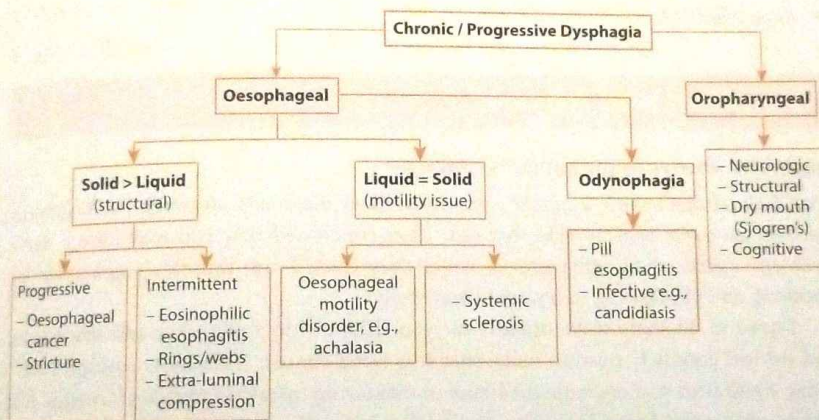 Chronic / Progressive Dysphagia
Oesophageal
Oropharyngeal
Solid > Liquid
(structural)
Liquid = Solid
(motility issue)
Odynophagia
– Neurologic
– Structural
– Dry mouth
(Sjogren's)
– Cognitive
Progressive
– Oesophageal
cancer
– Stricture
Intermittent
– Eosinophilic
esophagitis
– Rings/webs
– Extra-luminal
compression
Oesophageal
motility
disorder, e.g.,
achalasia
– Systemic
sclerosis
– Pill
esophagitis
– Infective e.g.,
candidiasis